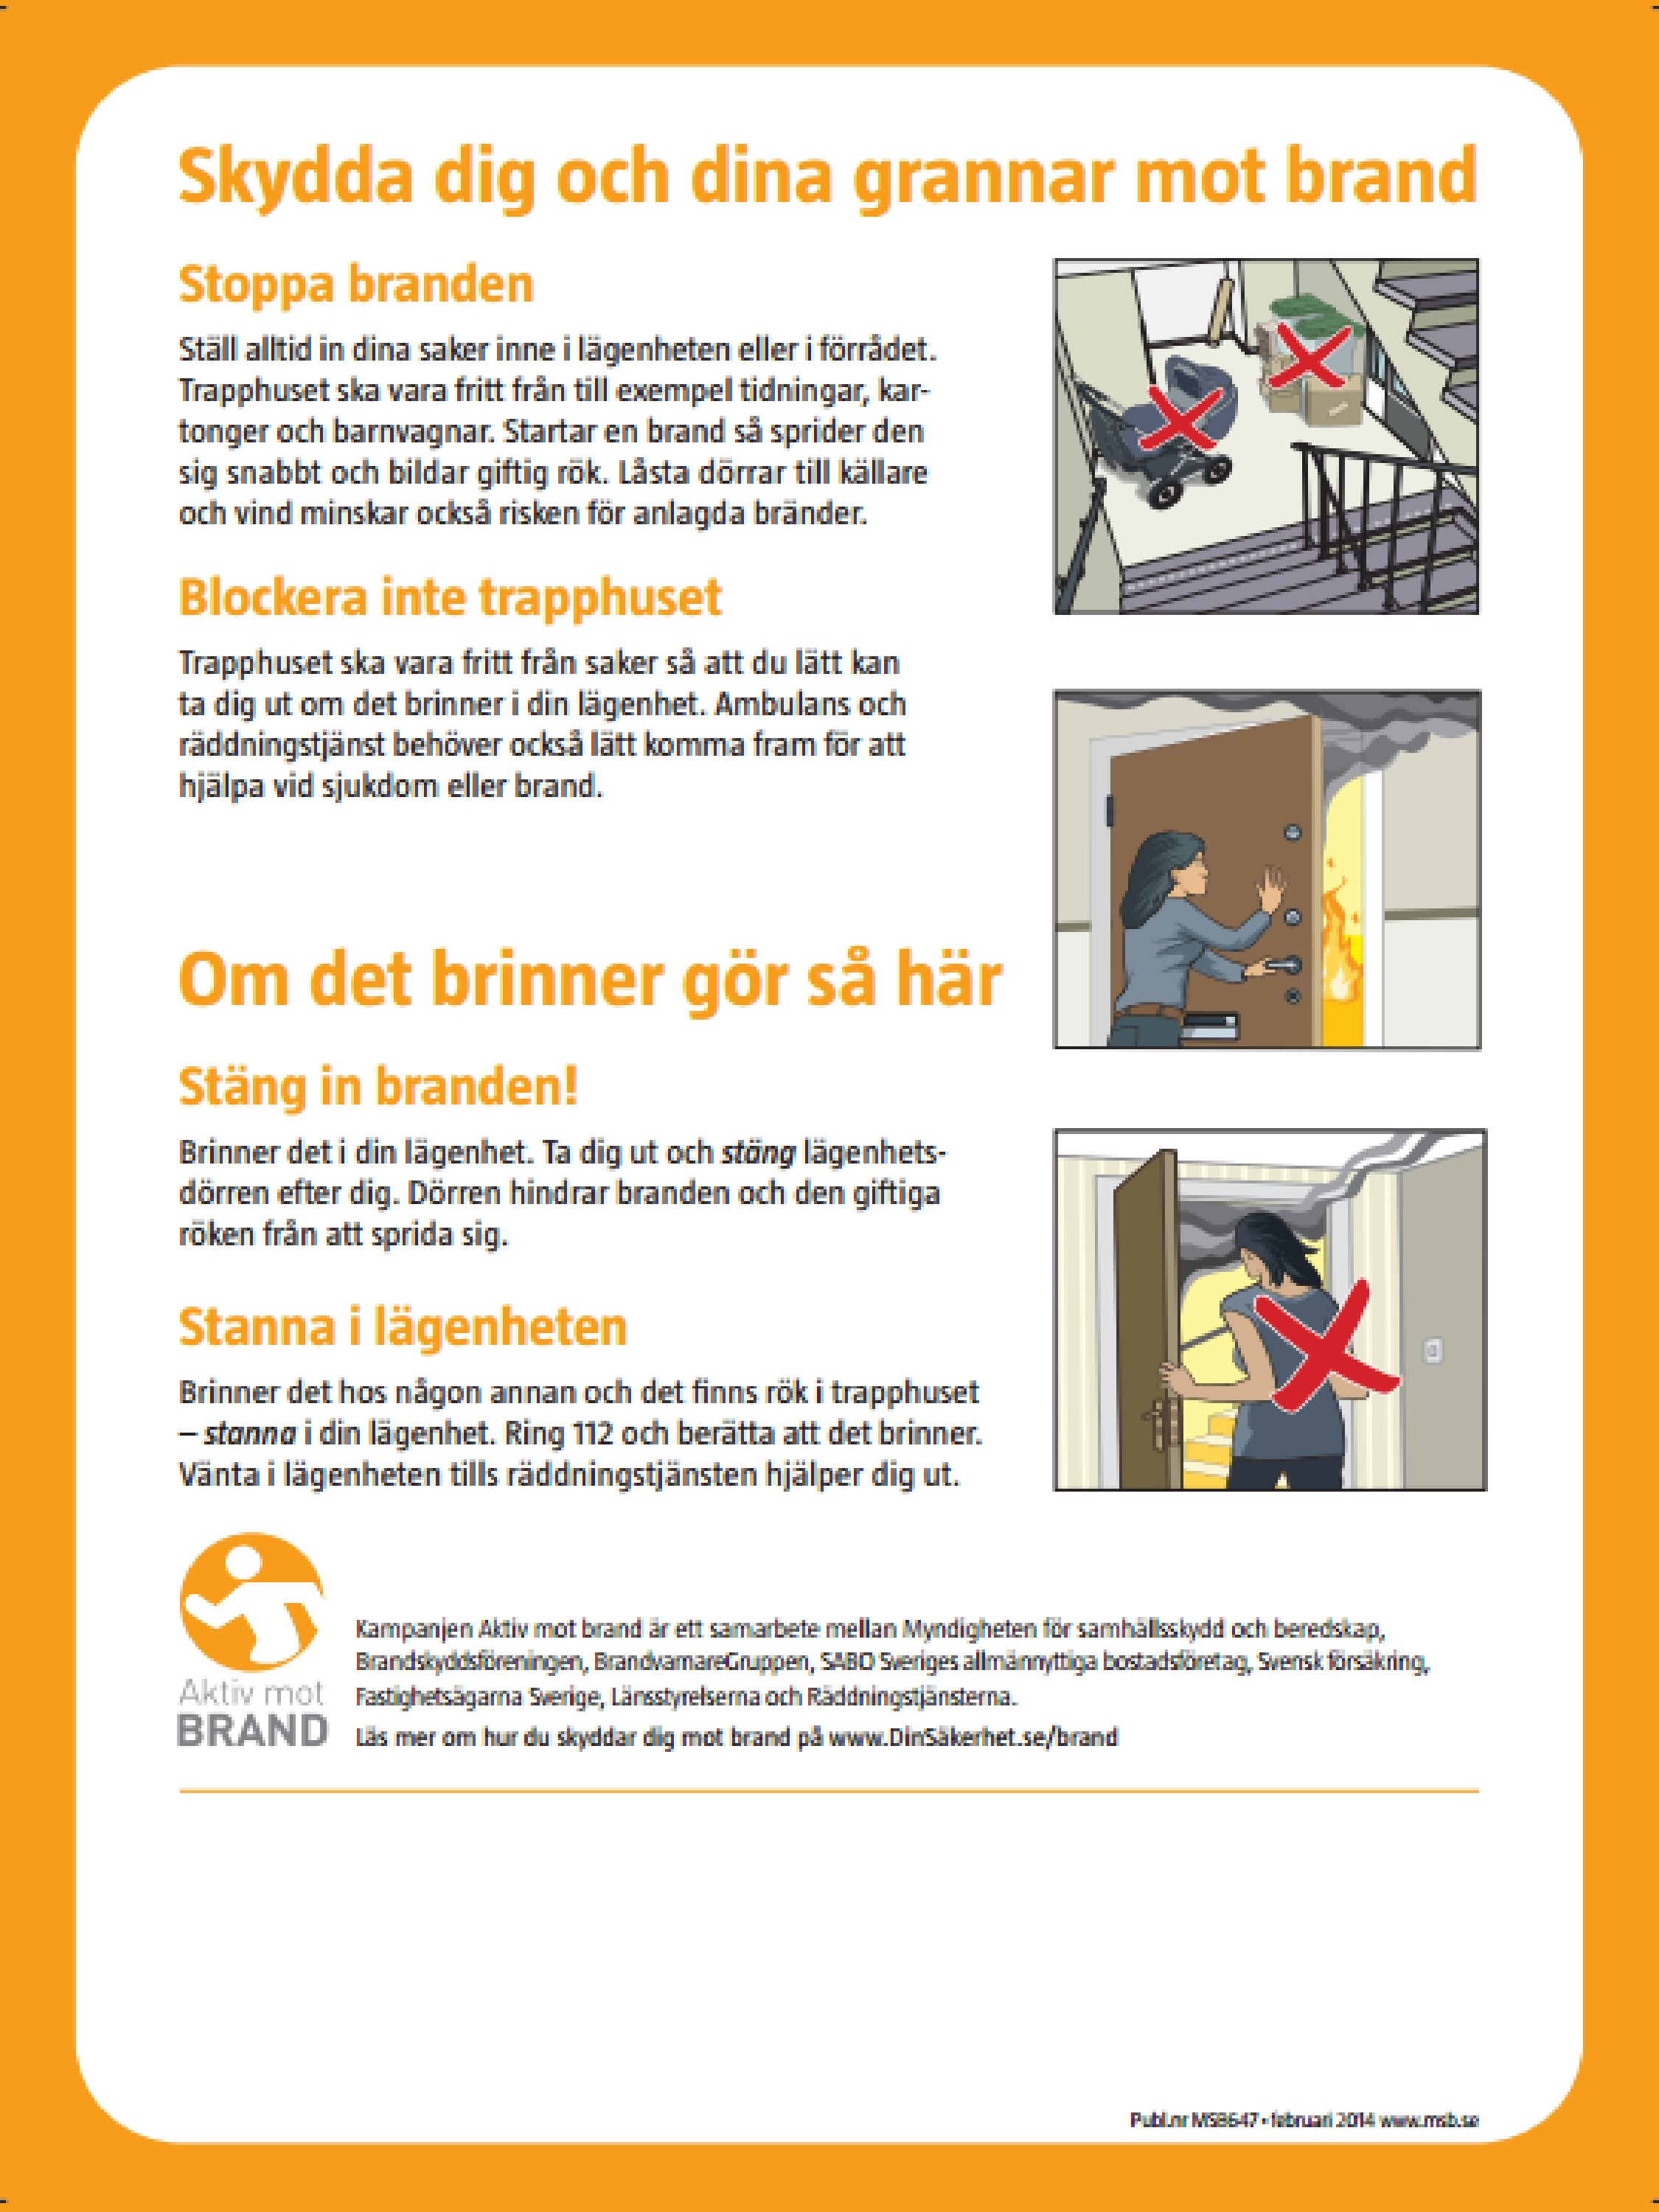 Skydda dig och dina grannar mot brand
Stoppa branden
Ställ alltid in dina saker inne i lägenheten eller i förrådet.
Trapphuset ska vara fritt från till exempel tidningar, kar-
tonger och barnvagnar. Startar en brand så sprider den
sig snabbt och bildar giftig rök. Låsta dörrar till källare
och vind minskar också risken för anlagda bränder.
Blockera inte trapphuset
Trapphuset ska vara fritt från saker så att du lätt kan
ta dig ut om det brinner i din lägenhet. Ambulans och
räddningstjänst behöver också lätt komma fram för att
hjälpa vid sjukdom eller brand.
Om det brinner gör så här
Stäng in branden!
Brinner det i din lägenhet. Ta dig ut och stäng lägenhets-
dörren efter dig. Dörren hindrar branden och den giftiga
röken från att sprida sig.
Stanna i lägenheten
Brinner det hos någon annan och det finns rök i trapphuset
– stanna i din lägenhet. Ring 112 och berätta att det brinner.
Vänta i lägenheten tills räddningstjänsten hjälper dig ut.
Aktiv mot
BRAND
Kampanjen Aktiv mot brand är ett samarbete mellan Myndigheten för samhällsskydd och beredskap,
Brandskyddsföreningen, BrandvarnareGruppen, SABO Sveriges allmännyttiga bostadsföretag, Svensk försäkring,
Fastighetsägarna Sverige, Länsstyrelserna och Räddningstjänsterna.
Läs mer om hur du skyddar dig mot brand på www.DinSäkerhet.se/brand
Publ.nr MSB647 • februari 2014 www.msb.se